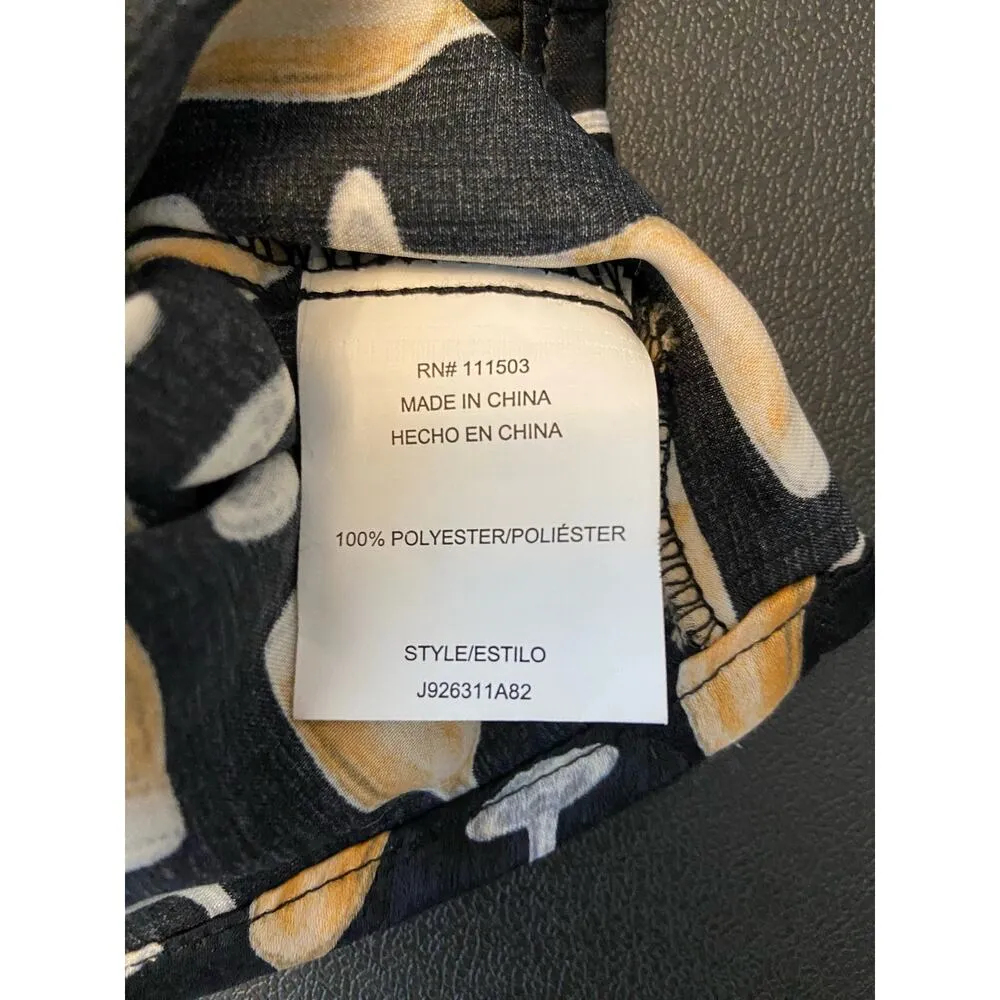 RN# 111503
MADE IN CHINA
HECHO EN CHINA
100% POLYESTER/POLIÉSTER
STYLE/ESTILO
J926311A82